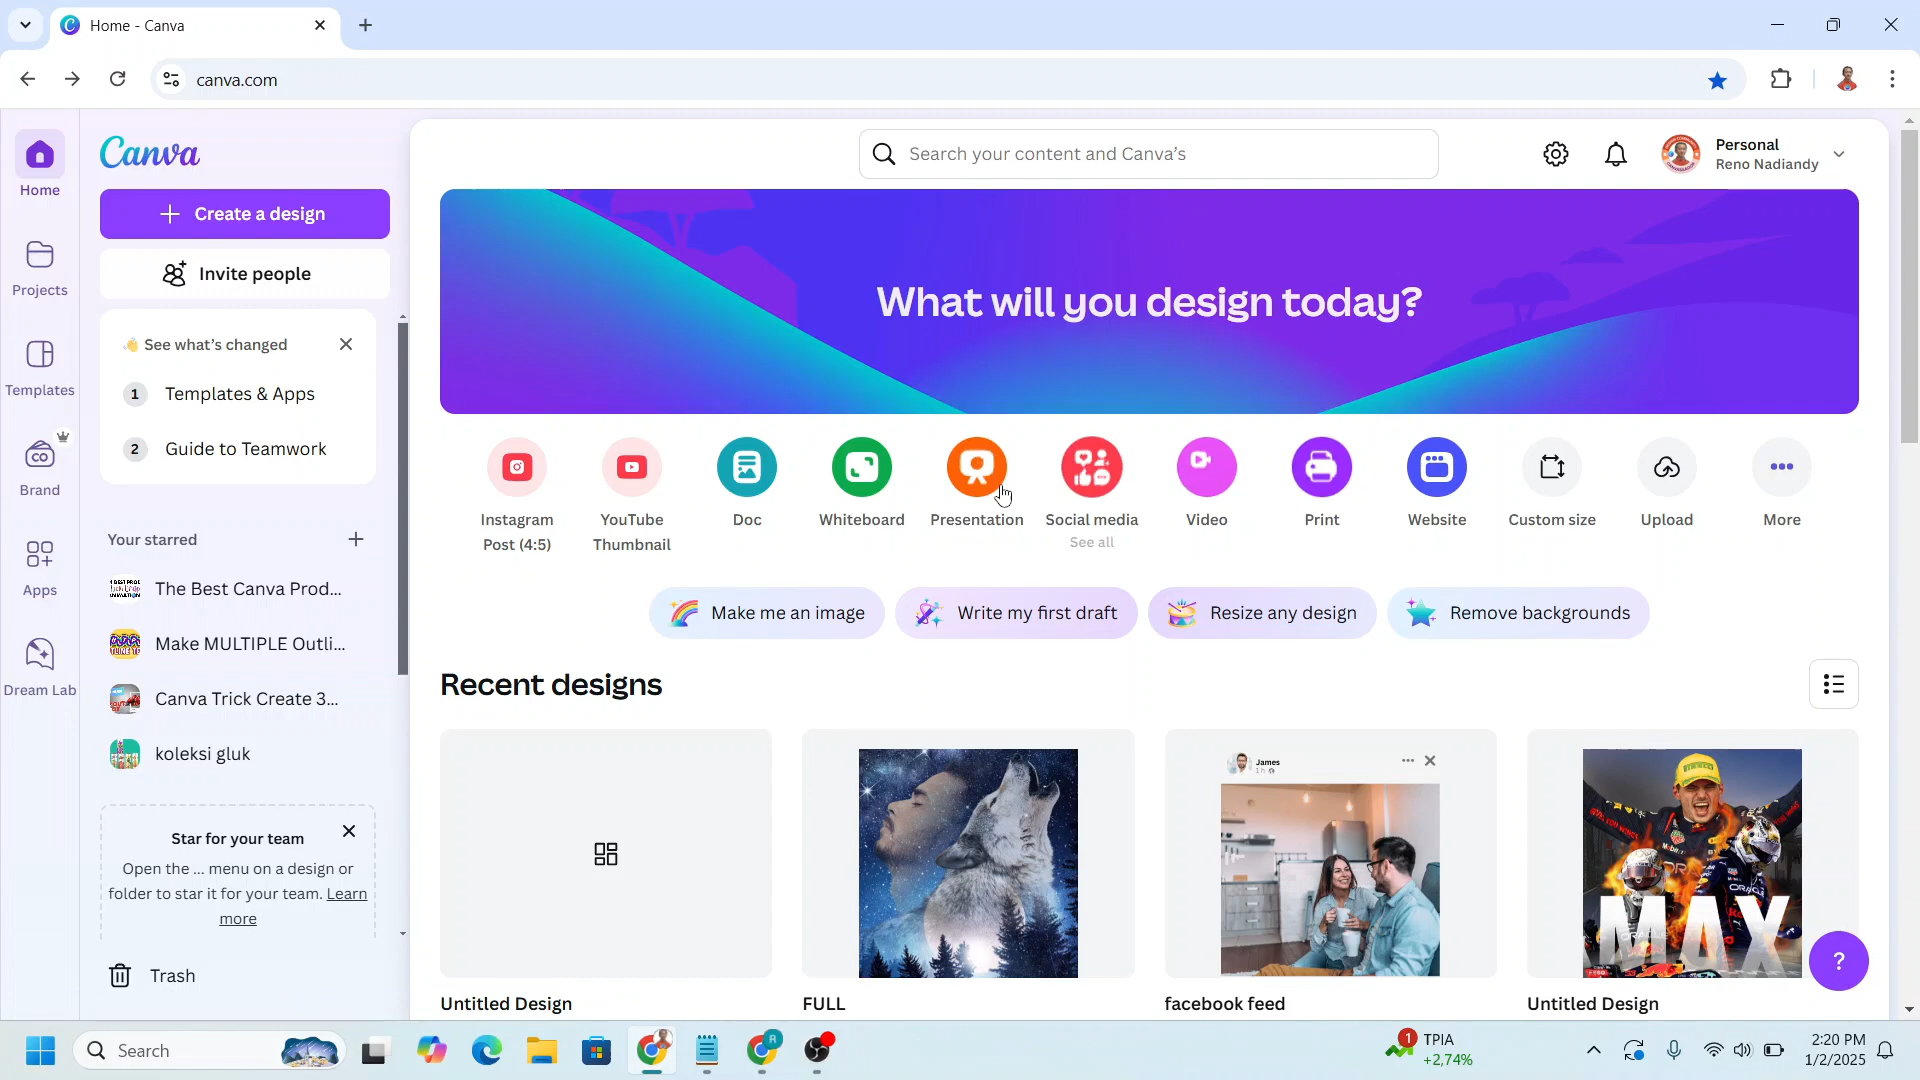 Home - Canva
canva.com
Home
Projects
Templates
Brand
Apps
Dream Lab
Canva
Create a design
Invite people
See what's changed
1 Templates & Apps
2 Guide to Teamwork
Your starred
The Best Canva Prod...
Make MULTIPLE Outli...
Canva Trick Create 3...
koleksi gluk
Star for your team
Open the ... menu on a design or
folder to star it for your team. Learn
more
Trash
Search your content and Canva's
Personal
Reno Nadiandy
What will you design today?
Instagram
Post (4:5)
YouTube
Thumbnail
Doc
Whiteboard
Presentation
Social media
See all
Video
Print
Website
Custom size
Upload
More
Make me an image
Write my first draft
Resize any design
Remove backgrounds
Recent designs
James
1h
MAX
Untitled Design
FULL
facebook feed
Untitled Design
?
Search
R
1
TPIA
+2,74%
2:20 PM
1/2/2025